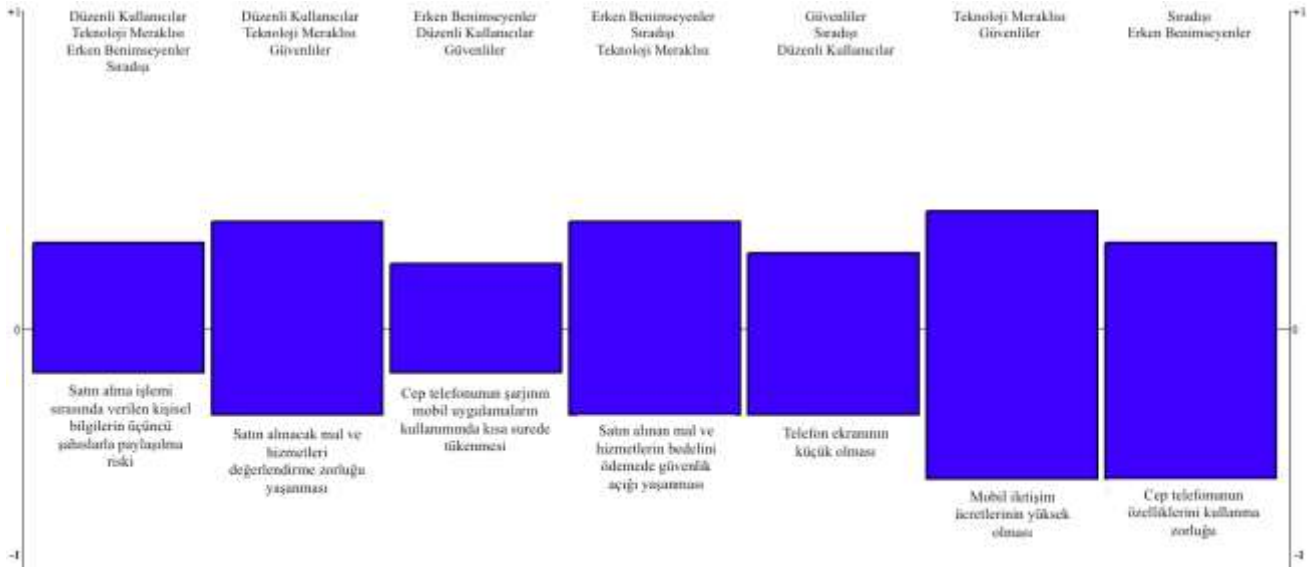 +1
Düzenli Kullanıcılar
Teknoloji Meraklısı
Erken Benimseyenler
Sıradışı
Düzenli Kullanıcılar
Teknoloji Meraklısı
Güvenliler
Erken Benimseyenler
Düzenli Kullanıcılar
Güvenliler
Erken Benimseyenler
Sıradışı
Teknoloji Meraklısı
Güvenliler
Sıradışı
Düzenli Kullanıcılar
Teknoloji Meraklısı
Güvenliler
Sıradışı
Erken Benimseyenler
+1
0
0
Satın alma işlemi
sırasında verilen kişisel
bilgilerin üçüncü
şahıslarla paylaşılma
riski
Satın alınacak mal ve
hizmetleri
değerlendirme zorluğu
yaşanması
Cep telefonunun şarjının
mobil uygulamaların
kullanımında kısa surede
tükenmesi
Satın alınan mal ve
hizmetlerin bedelini
ödemede güvenlik
açığı yaşanması
Telefon ekranının
küçük olması
Mobil iletişim
ücretlerinin yüksek
olması
Cep telefonunun
özelliklerini kullanma
zorluğu
-1
-1